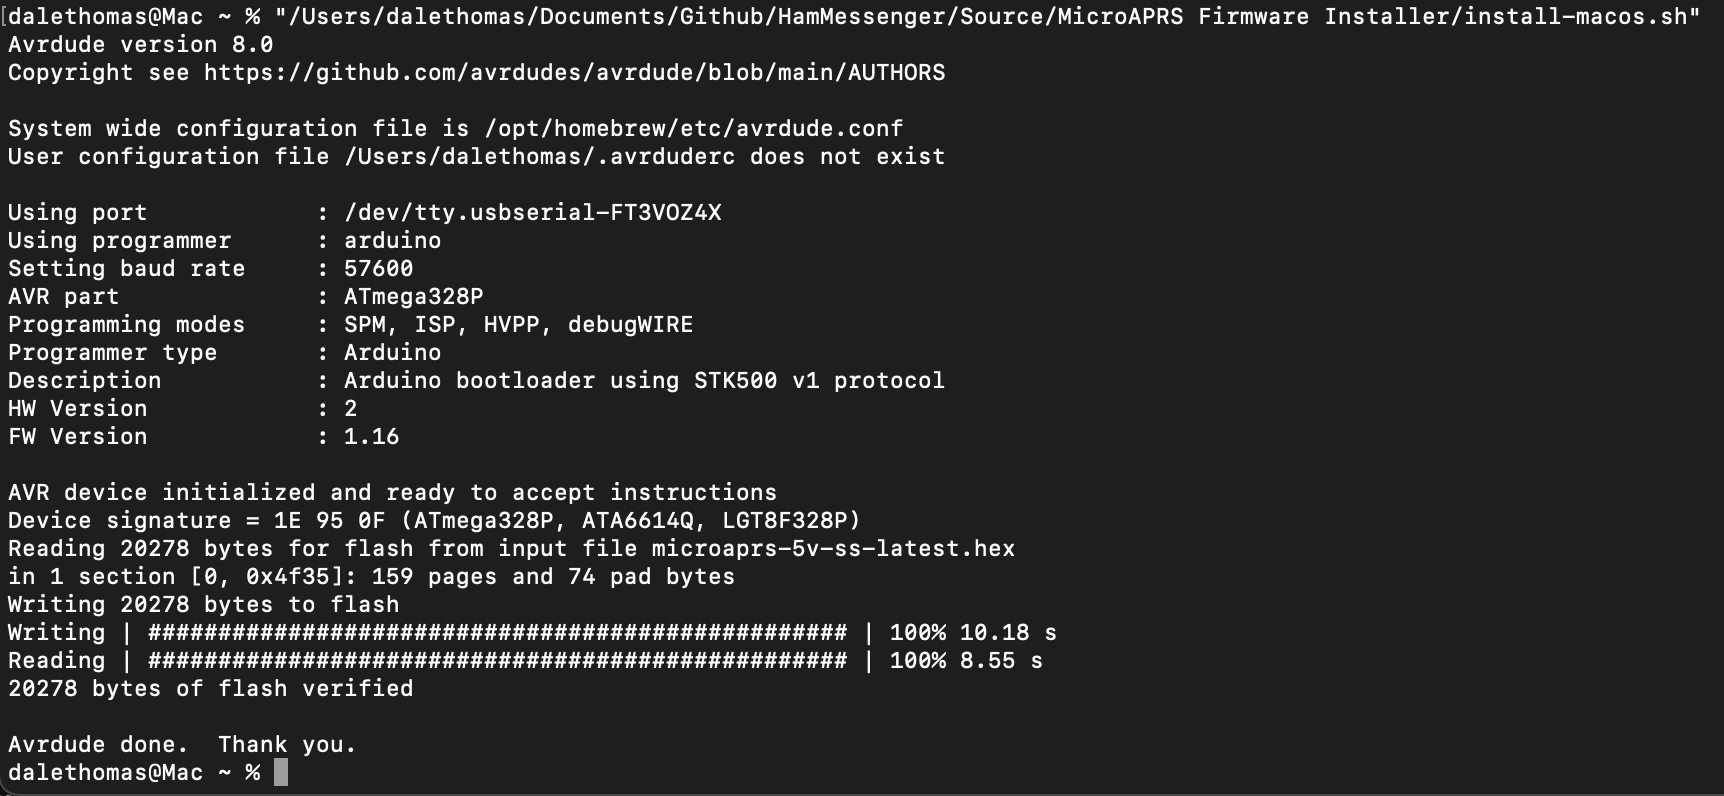 [dalethomas@Mac ~ % "/Users/dalethomas/Documents/Github/HamMessenger/Source/MicroAPRS Firmware Installer/install-macos.sh"
Avrdude version 8.0
Copyright see https://github.com/avrdudes/avrdude/blob/main/AUTHORS
System wide configuration file is /opt/homebrew/etc/avrdude.conf
User configuration file /Users/dalethomas/.avrduderc does not exist
Using port            : /dev/tty.usbserial-FT3VOZ4X
Using programmer      : arduino
Setting baud rate     : 57600
AVR part              : ATmega328P
Programming modes     : SPM, ISP, HVPP, debugWIRE
Programmer type       : Arduino
Description           : Arduino bootloader using STK500 v1 protocol
HW Version            : 2
FW Version            : 1.16
AVR device initialized and ready to accept instructions
Device signature = 1E 95 0F (ATmega328P, ATA6614Q, LGT8F328P)
Reading 20278 bytes for flash from input file microaprs-5v-ss-latest.hex
in 1 section [0, 0x4f35]: 159 pages and 74 pad bytes
Writing 20278 bytes to flash
Writing | ################################################## | 100% 10.18 s
Reading | ################################################## | 100% 8.55 s
20278 bytes of flash verified
Avrdude done.  Thank you.
dalethomas@Mac ~ %